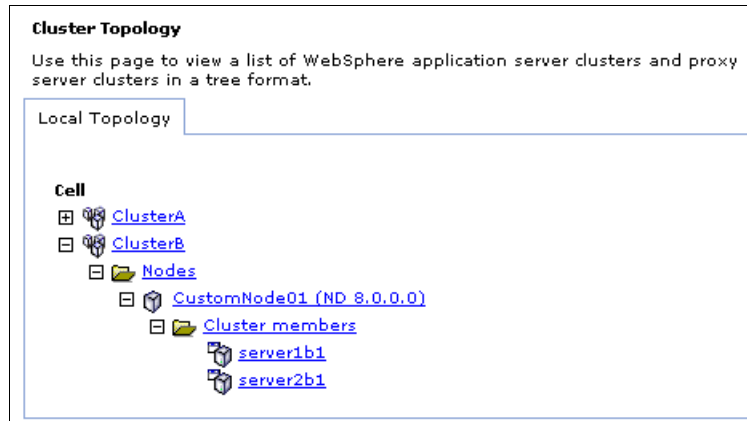 Cluster Topology
Use this page to view a list of WebSphere application server clusters and proxy
server clusters in a tree format.
Local Topology
Cell
ClusterA
ClusterB
Nodes
CustomNode01 (ND 8.0.0.0)
Cluster members
server1b1
server2b1